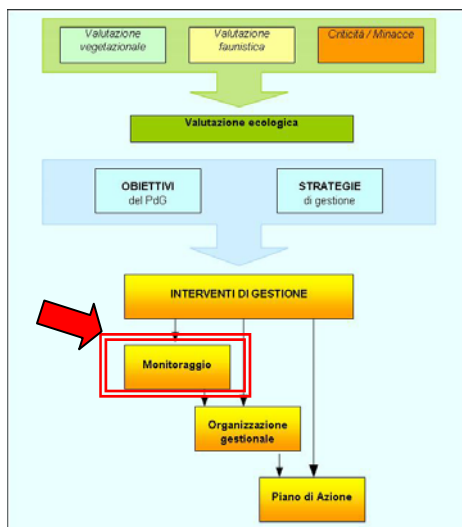 Valutazione
vegetazionale
Valutazione
faunistica
Criticità / Minacce
Valutazione ecologica
OBIETTIVI
del PdG
STRATEGIE
di gestione
INTERVENTI DI GESTIONE
Monitoraggio
Organizzazione
gestionale
Piano di Azione